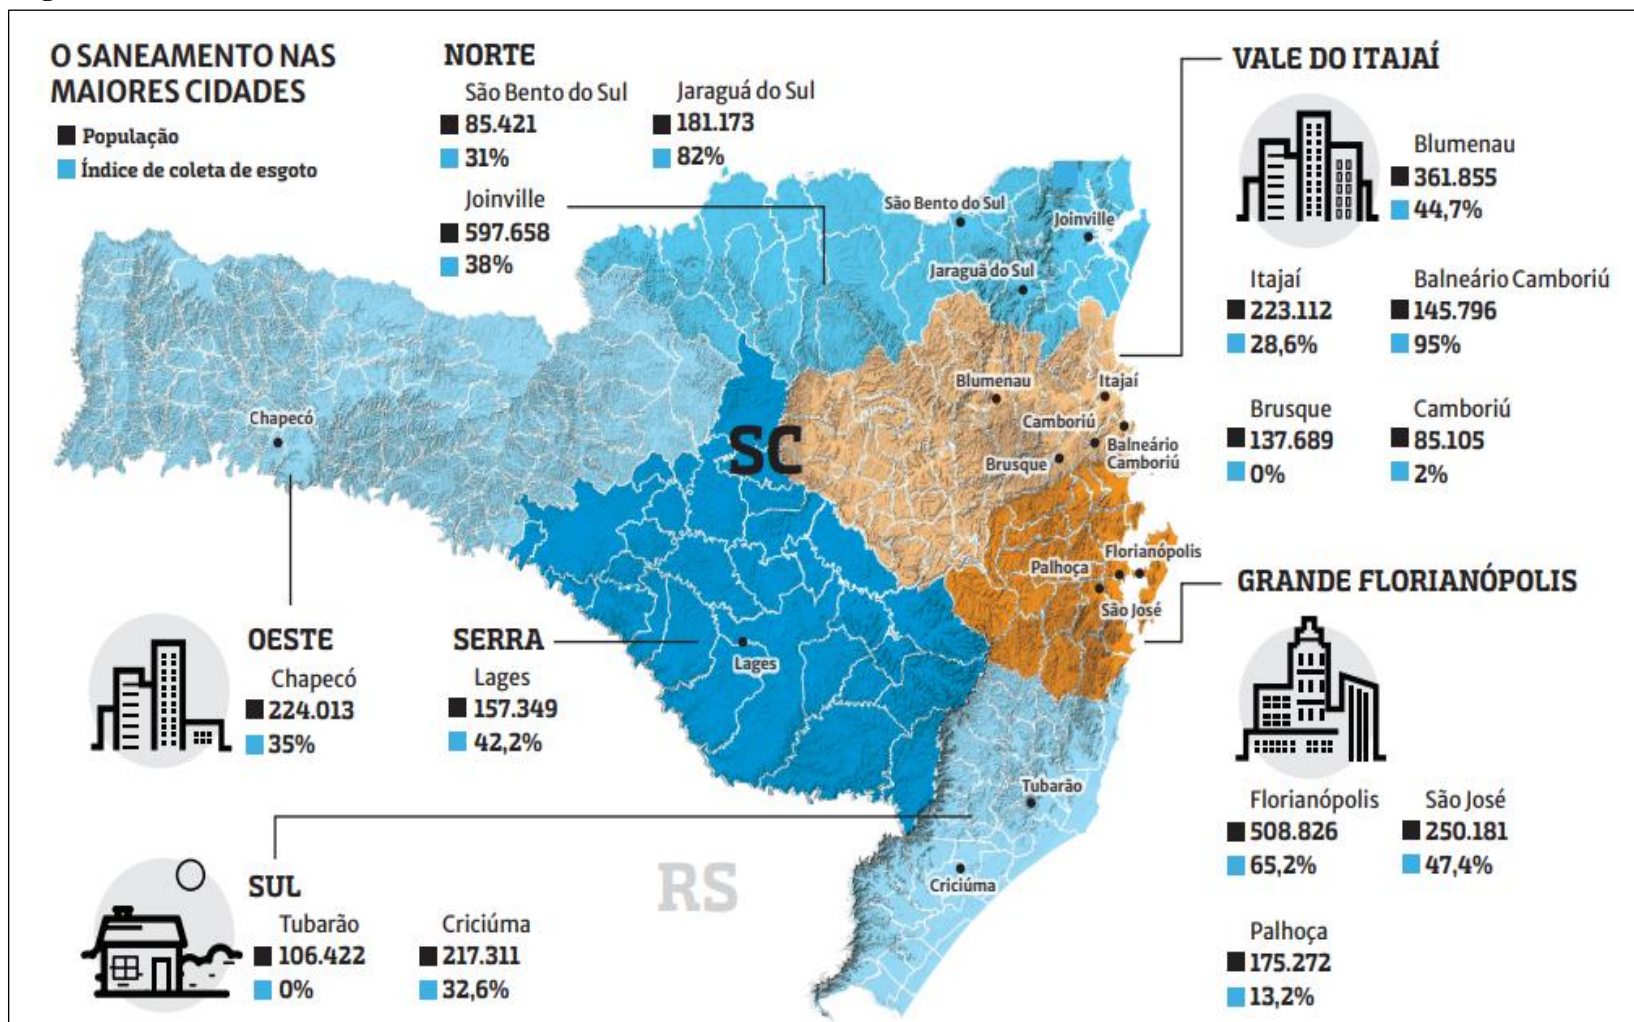 O SANEAMENTO NAS
MAIORES CIDADES
População
Índice de coleta de esgoto
NORTE
São Bento do Sul
85.421
31%
Jaraguá do Sul
181.173
82%
Joinville
597.658
38%
VALE DO ITAJAÍ
Blumenau
361.855
44,7%
Itajaí
223.112
28,6%
Balneário Camboriú
145.796
95%
Brusque
137.689
0%
Camboriú
85.105
2%
São Bento do Sul
Joinville
Jaraguã do Sul
Blumenau
Itajaí
Camboriú
Balneário
Camboriú
Brusque
Chapecó
SC
Florianópolis
Palhoça
São José
Lages
Tubarão
Criciúma
RS
GRANDE FLORIANÓPOLIS
Florianópolis
508.826
65,2%
São José
250.181
47,4%
Palhoça
175.272
13,2%
OESTE
Chapecó
224.013
35%
SERRA
Lages
157.349
42,2%
SUL
Tubarão
106.422
0%
Criciúma
217.311
32,6%